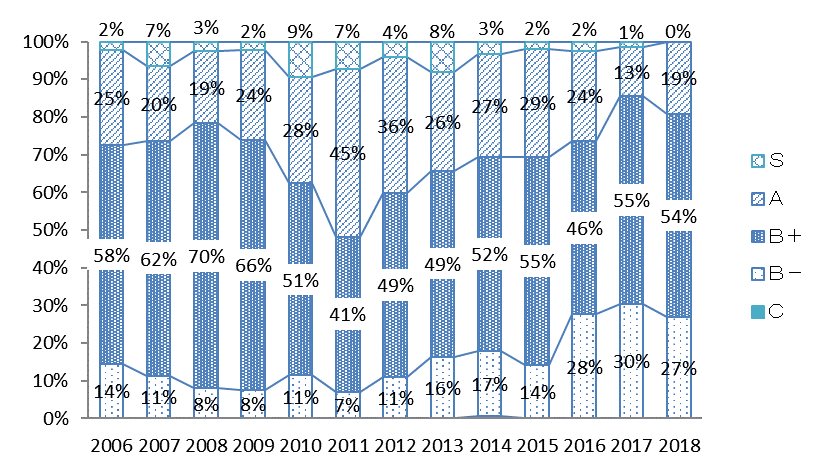 2% 7% 3% 2% 9% 7% 4% 8% 3% 2% 2% 1% 0%
100%
90%
25% 20% 19% 24% 28% 45% 36% 26% 27% 29% 24% 13% 19%
80%
70%
60%
50%
58% 62% 70% 66% 51% 41% 49% 49% 52% 55% 46% 55% 54%
40%
30%
20%
10%
14% 11% 8% 8% 11% 7% 11% 16% 17% 14% 28% 30% 27%
0%
2006 2007 2008 2009 2010 2011 2012 2013 2014 2015 2016 2017 2018
S
A
B+
B−
C